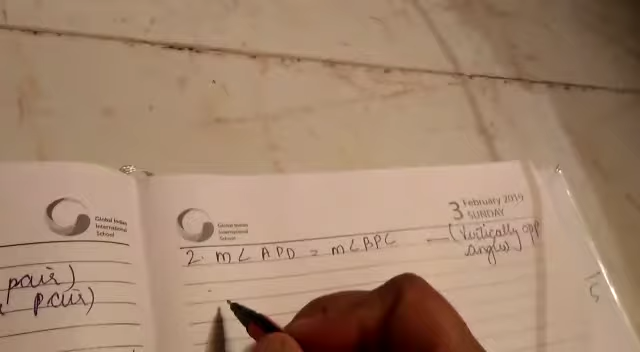 Global Indian
International
School
pair)
pair)
Global Indian
International
School
3 February 2019
SUNDAY
2. m∠APD = m∠BPC — (Vertically opp
angles)